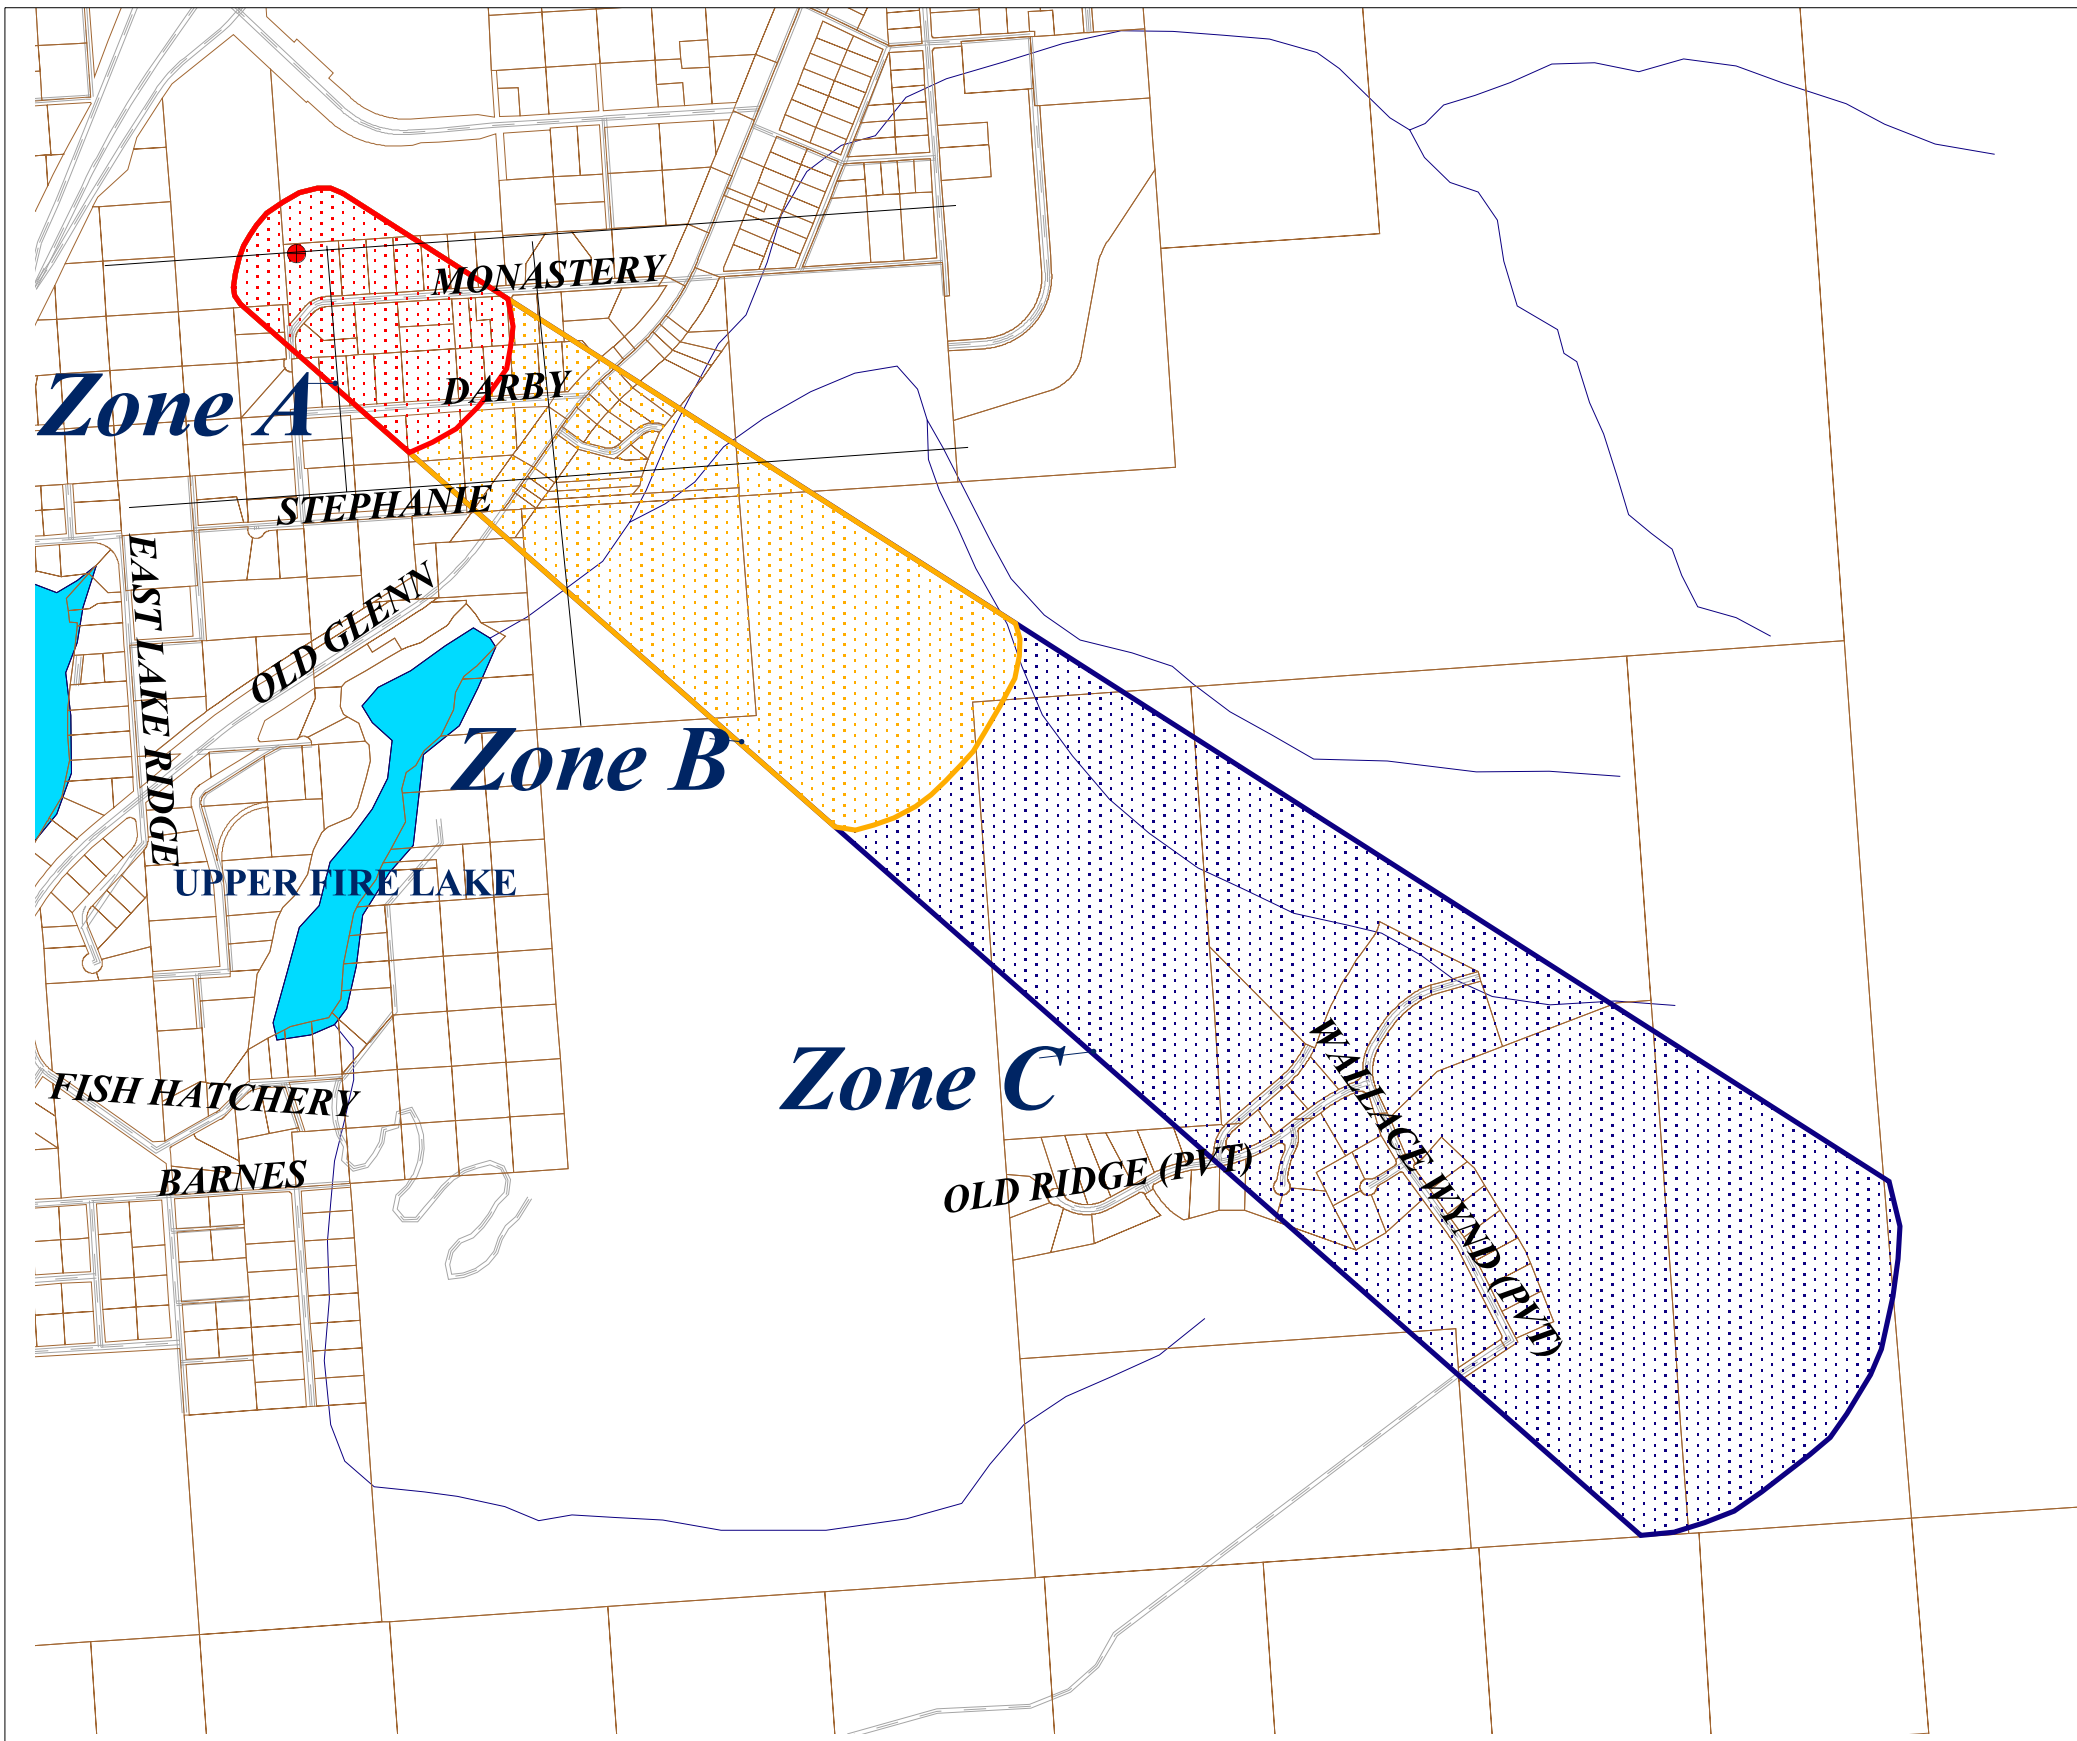 MONASTERY
DARBY
Zone A
STEPHANIE
EAST LAKE RIDGE
OLD GLENN
Zone B
UPPER FIRE LAKE
Zone C
WALLACE WYND (PVT)
FISH HATCHERY
OLD RIDGE (PVT)
BARNES